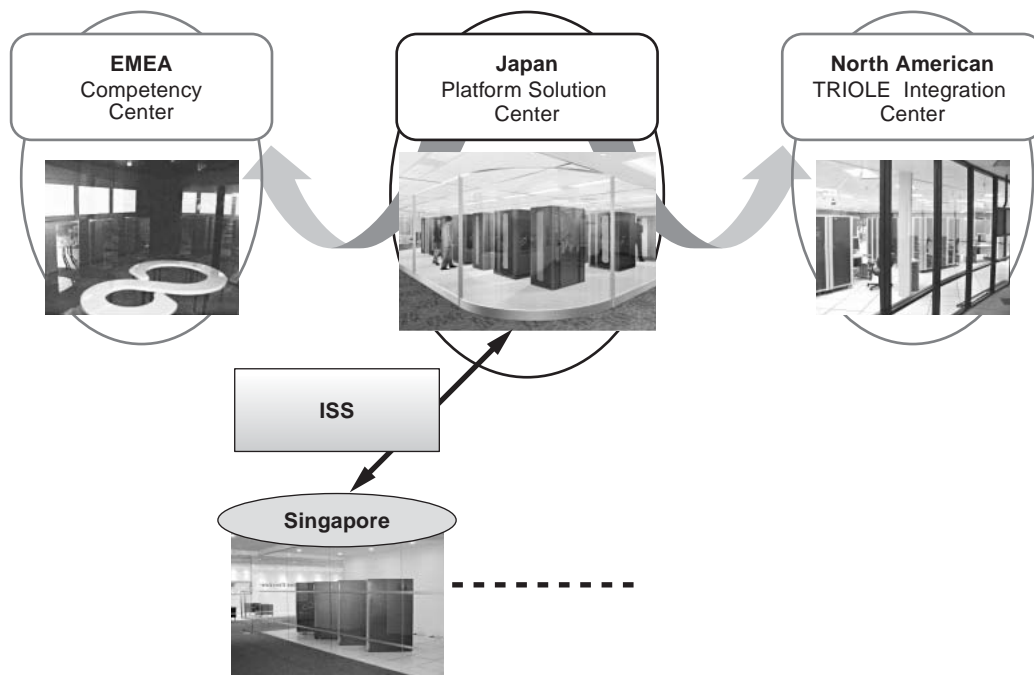 EMEA
Competency
Center
Japan
Platform Solution
Center
North American
TRIOLE Integration
Center
ISS
Singapore